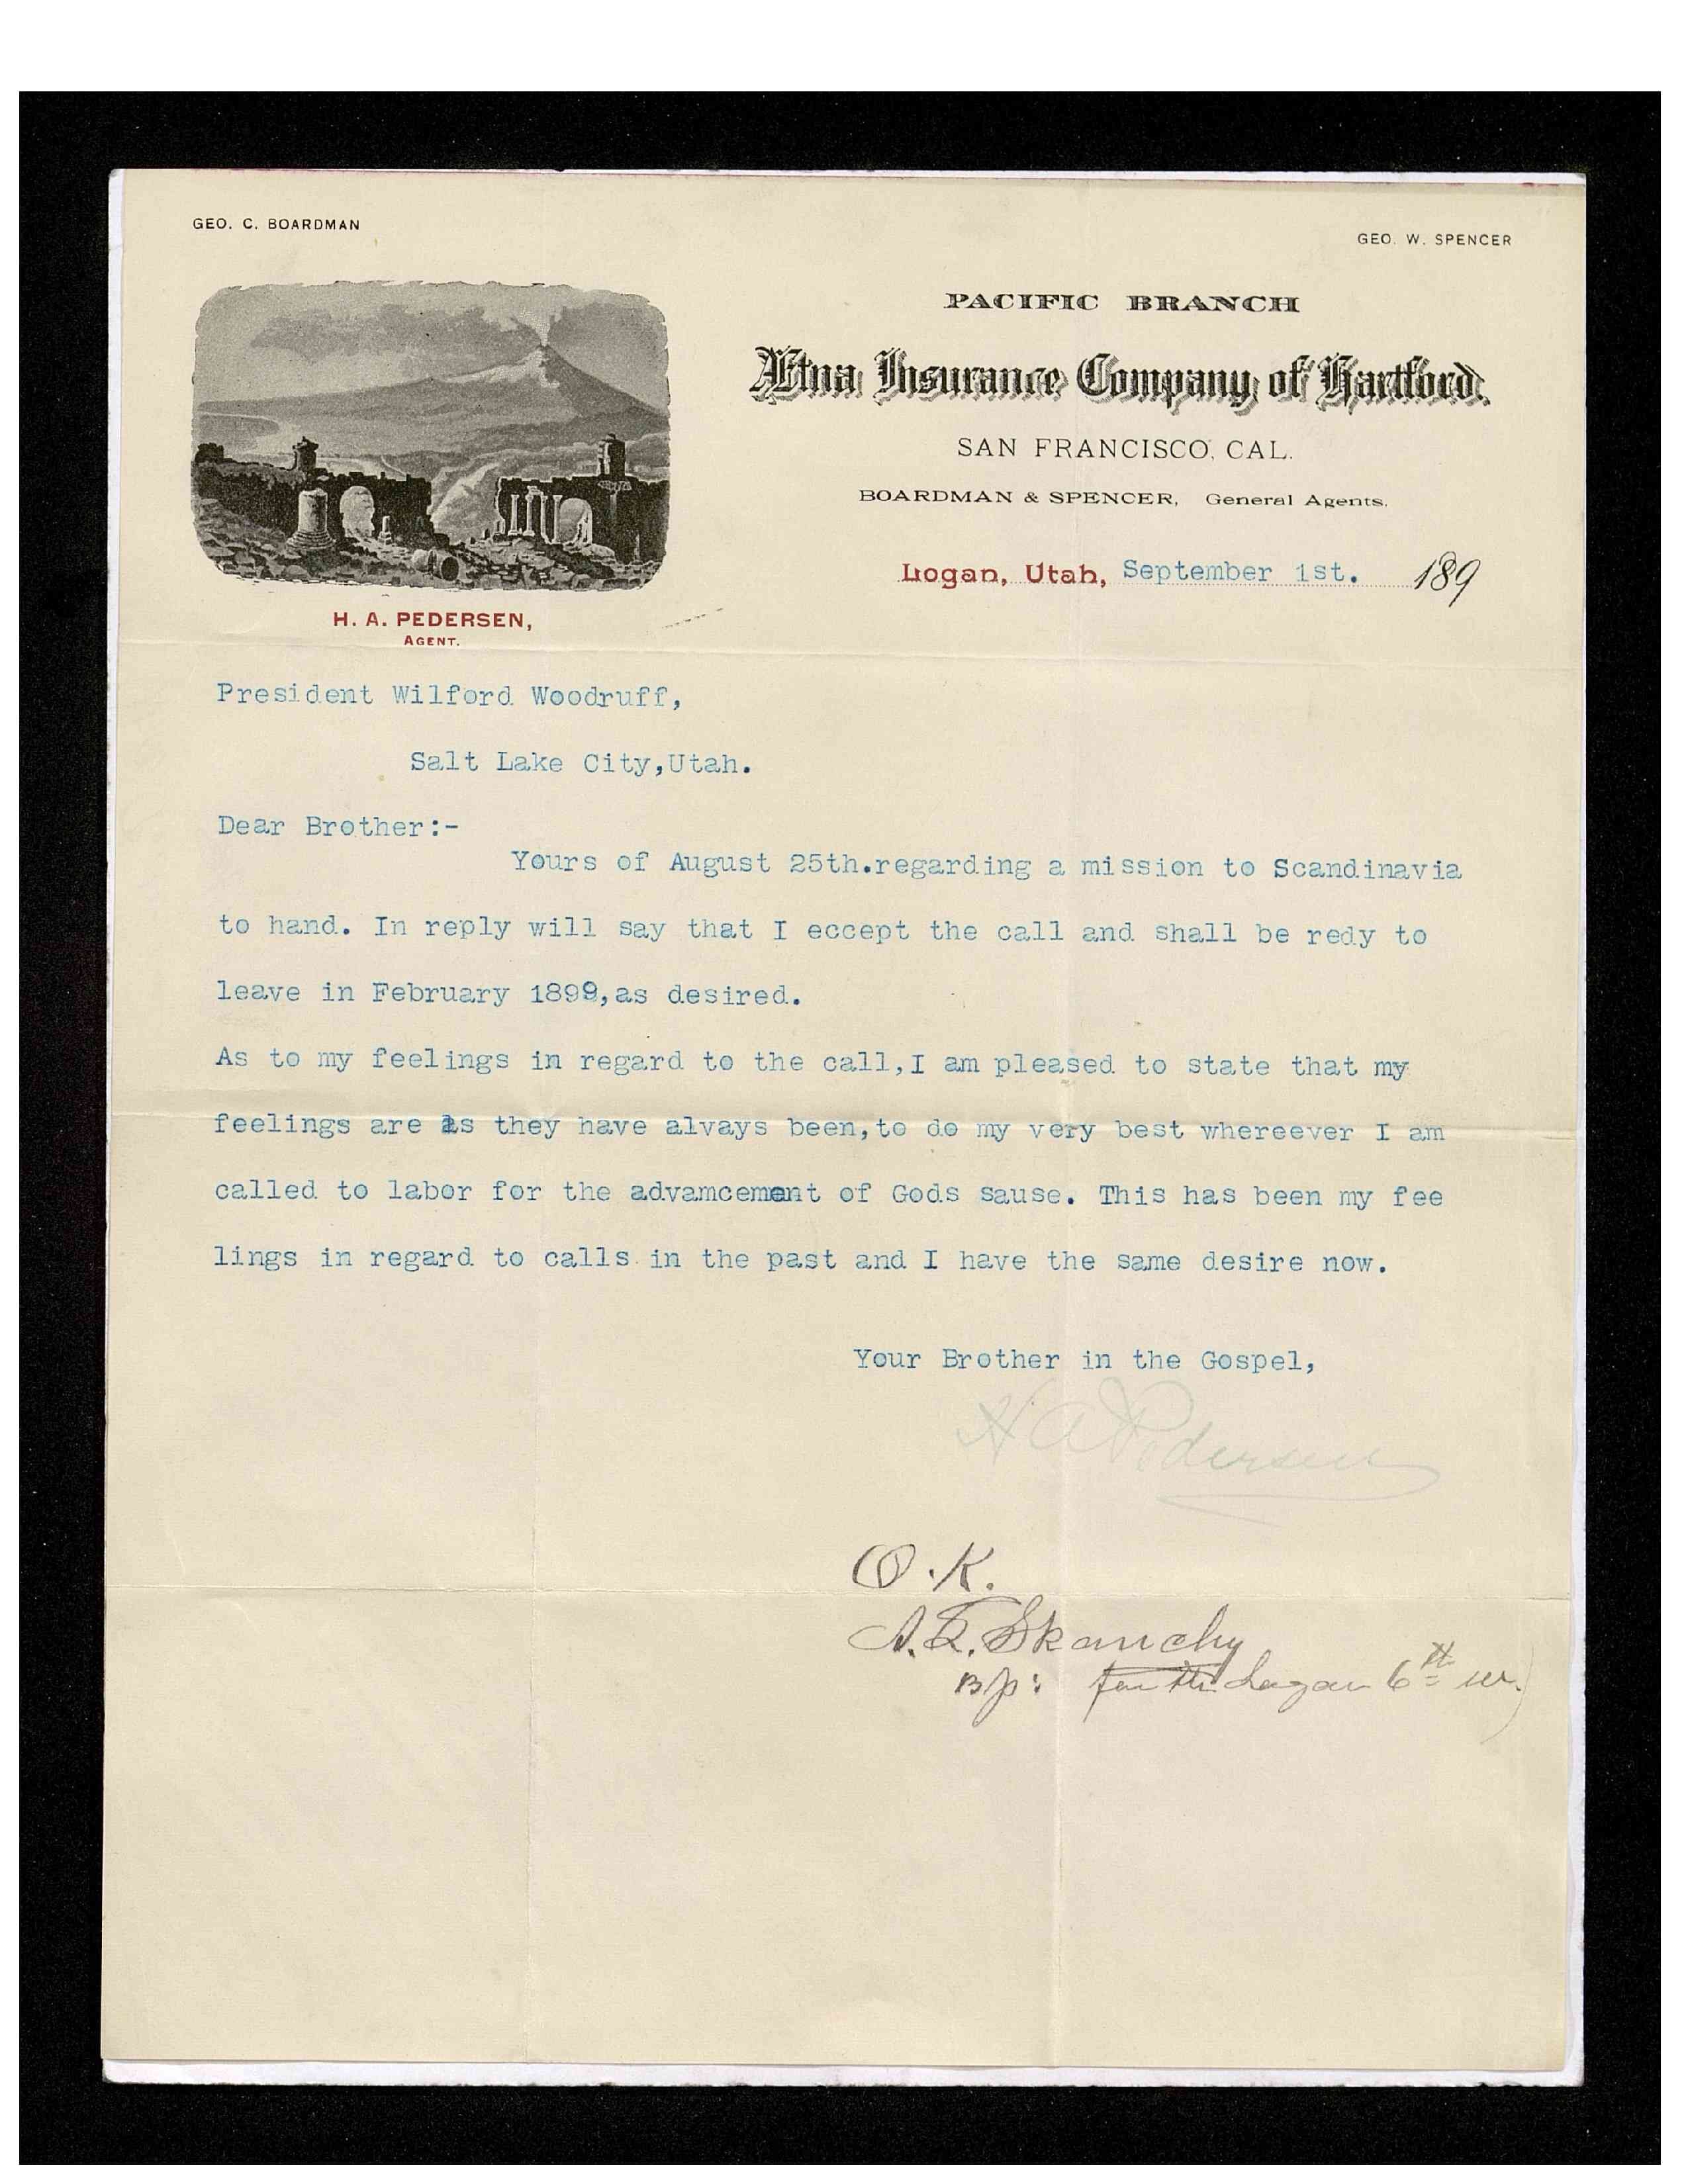 GEO. C. BOARDMAN
GEO. W. SPENCER
PACIFIC BRANCH
Ætna Insurance Company of Hartford.
SAN FRANCISCO, CAL.
BOARDMAN & SPENCER, General Agents.
Logan, Utah, September 1st. 189
H. A. PEDERSEN,
AGENT.
President Wilford Woodruff,
Salt Lake City,Utah.
Dear Brother:-
Yours of August 25th.regarding a mission to Scandinavia
to hand. In reply will say that I eccept the call and shall be redy to
leave in February 1899,as desired.
As to my feelings in regard to the call,I am pleased to state that my
feelings are as they have alvays been,to do my very best whereever I am
called to labor for the advamcement of Gods sause. This has been my fee
lings in regard to calls in the past and I have the same desire now.
Your Brother in the Gospel,
H A Pedersen
O.K.
A. L. Skanchy
Bp: Logan 6th w.)